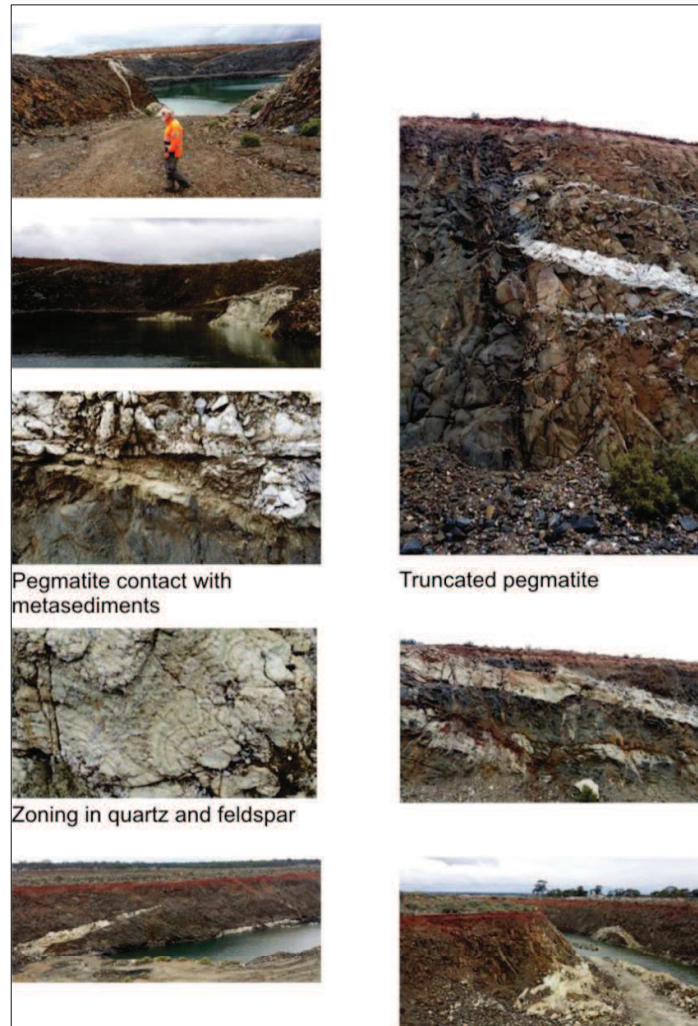 Pegmatite contact with
metasediments
Truncated pegmatite
Zoning in quartz and feldspar